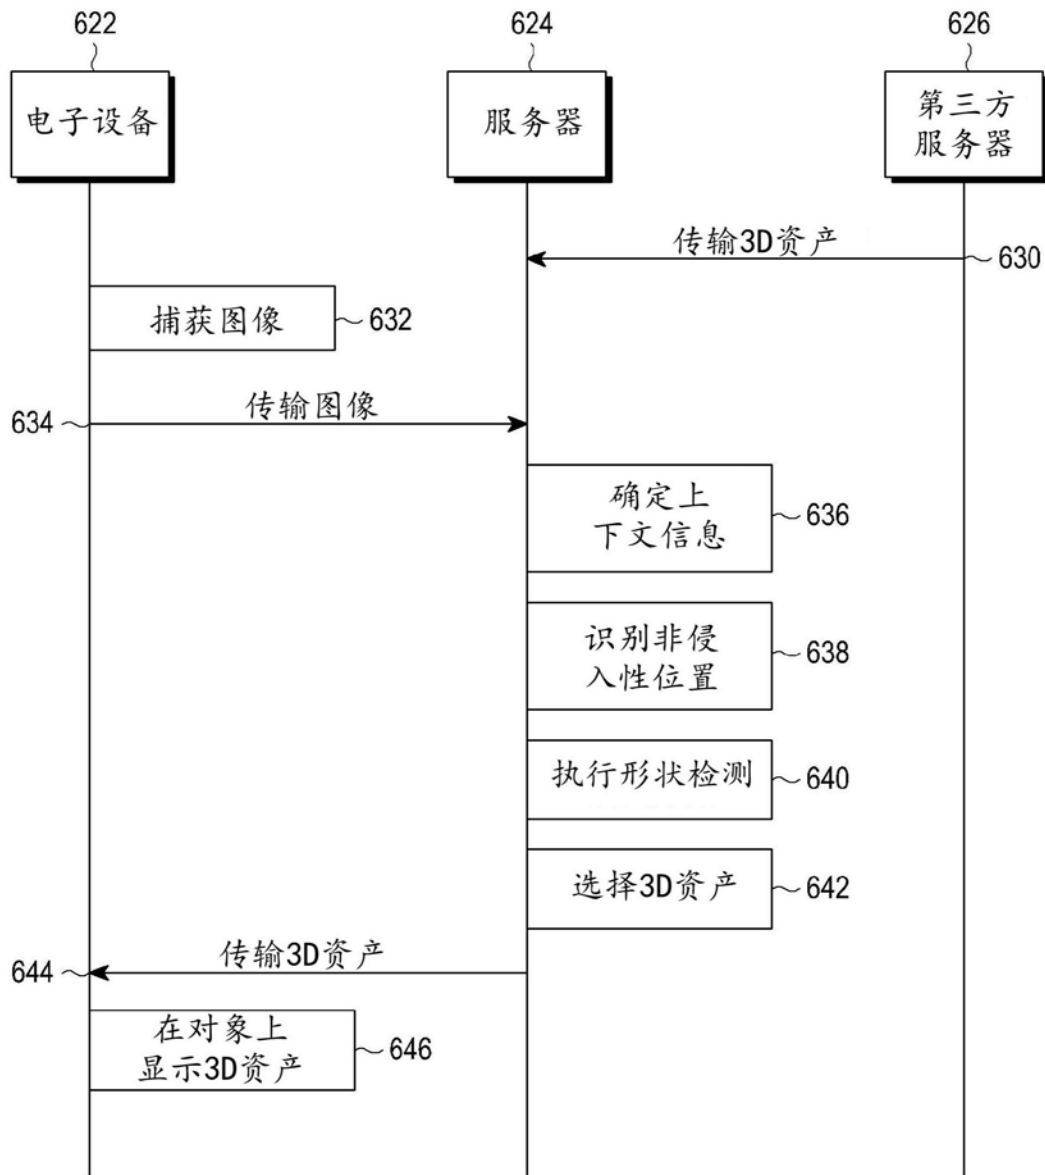 622
624
626
电子设备
服务器
第三方
服务器
传输3D资产
630
捕获图像
632
传输图像
634
确定上
下文信息
636
识别非侵
入性位置
638
执行形状检测
640
选择3D资产
642
传输3D资产
644
在对象上
显示3D资产
646